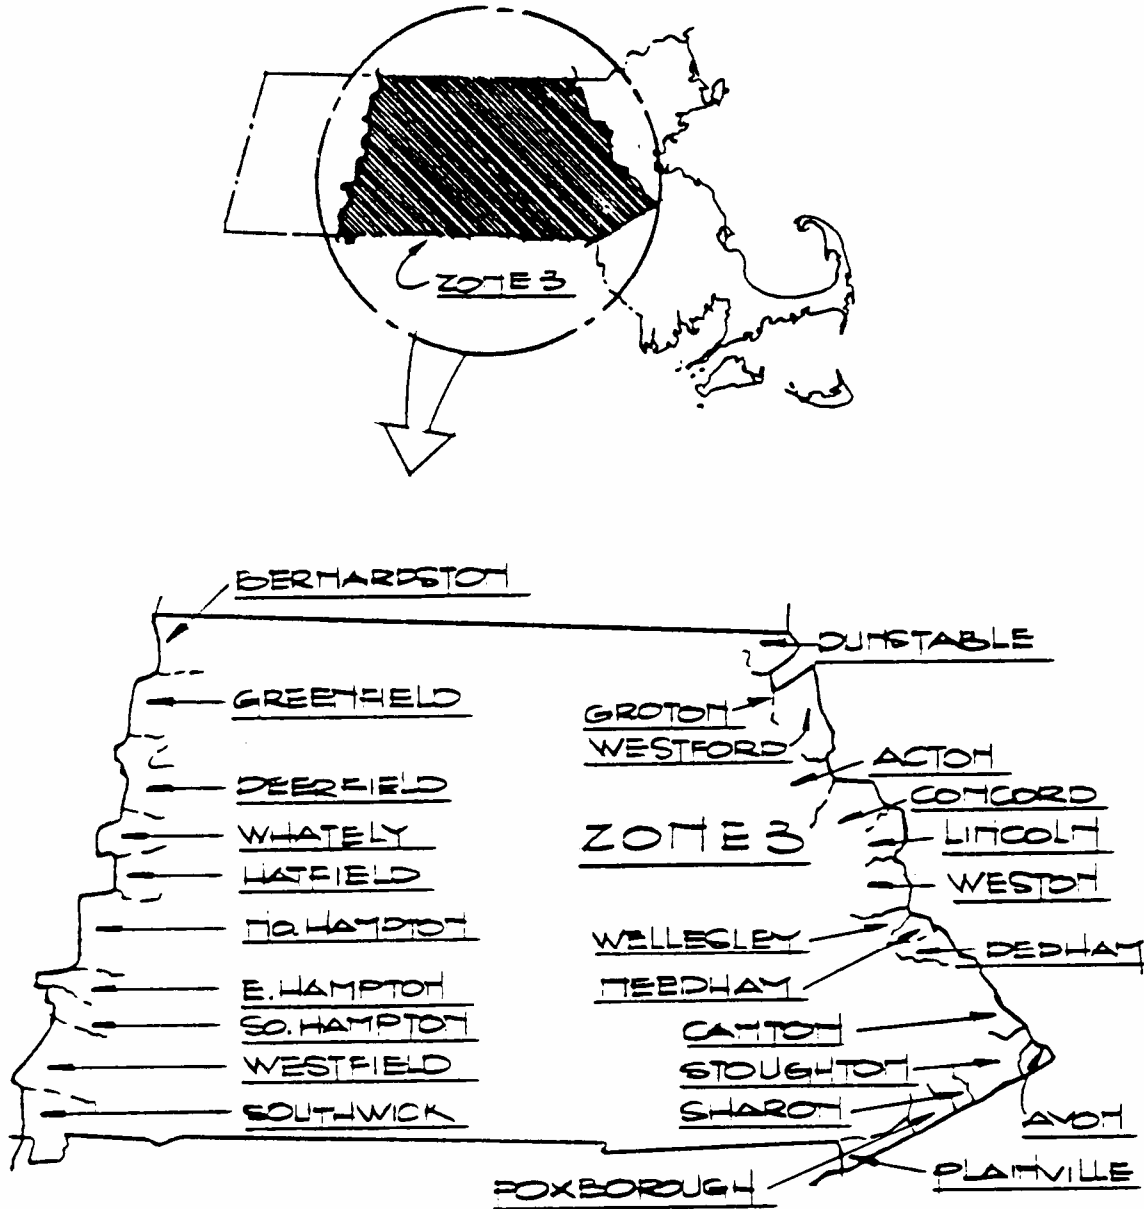 ZONE 3
BERNARDSTON
DUNSTABLE
GREENFIELD
GROTON
WESTFORD
ACTON
DEERFIELD
CONCORD
WHATELY
ZONE 3
LINCOLN
HATFIELD
WESTON
NO. HAMPTON
WELLESLEY
DEDHAM
E. HAMPTON
NEEDHAM
SO. HAMPTON
CANTON
WESTFIELD
STOUGHTON
SOUTHWICK
SHARON
AVON
PLAINVILLE
FOXBOROUGH